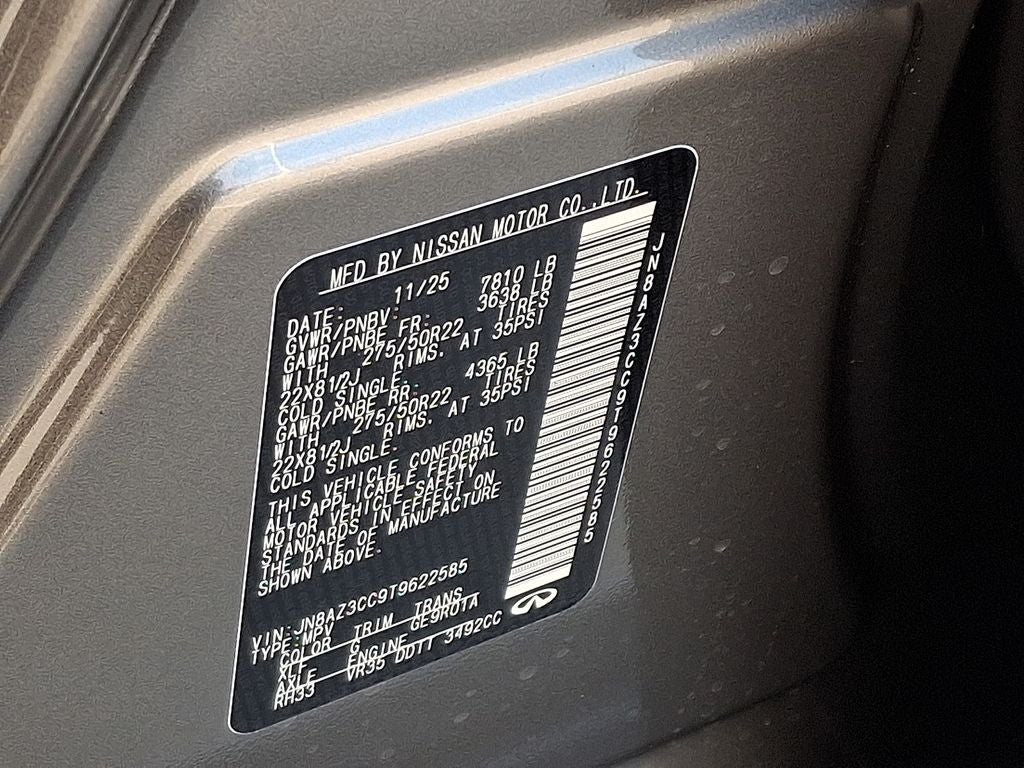 MFD BY NISSAN MOTOR CO.,LTD.
DATE: 11/25
GVWR/PNBV: 7810 LB
GAWR/PNBE FR: 3638 LB
WITH 275/50R22 TIRES
22X81/2J RIMS. AT 35PSI
COLD SINGLE.
GAWR/PNBE RR: 4365 LB
WITH 275/50R22 TIRES
22X81/2J RIMS. AT 35PSI
COLD SINGLE.
THIS VEHICLE CONFORMS TO
ALL APPLICABLE FEDERAL
MOTOR VEHICLE SAFETY
STANDARDS IN EFFECT ON
THE DATE OF MANUFACTURE
SHOWN ABOVE.
VIN:JN8AZ3CC9T9622585
TYPE:MPV
COLOR TRIM TRANS
G GE9R01A
AXLE ENGINE
RH33 VR35 DDTT 3492CC
JN8AZ3CC9T9622585